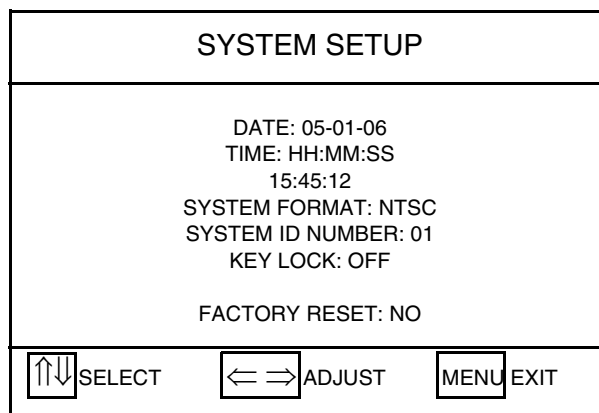 SYSTEM SETUP
DATE: 05-01-06
TIME: HH:MM:SS
15:45:12
SYSTEM FORMAT: NTSC
SYSTEM ID NUMBER: 01
KEY LOCK: OFF
FACTORY RESET: NO
⇑⇓ SELECT ⇐ ⇒ ADJUST MENU EXIT